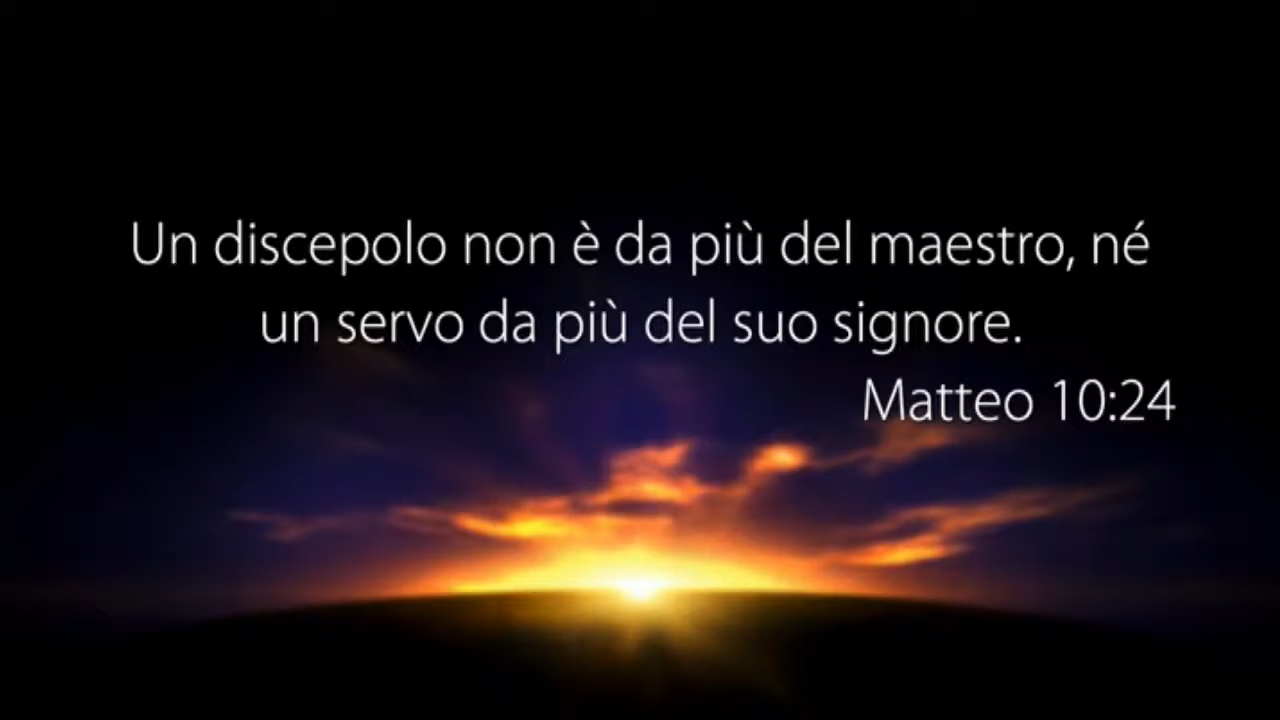 Un discepolo non è da più del maestro, né
un servo da più del suo signore.
Matteo 10:24